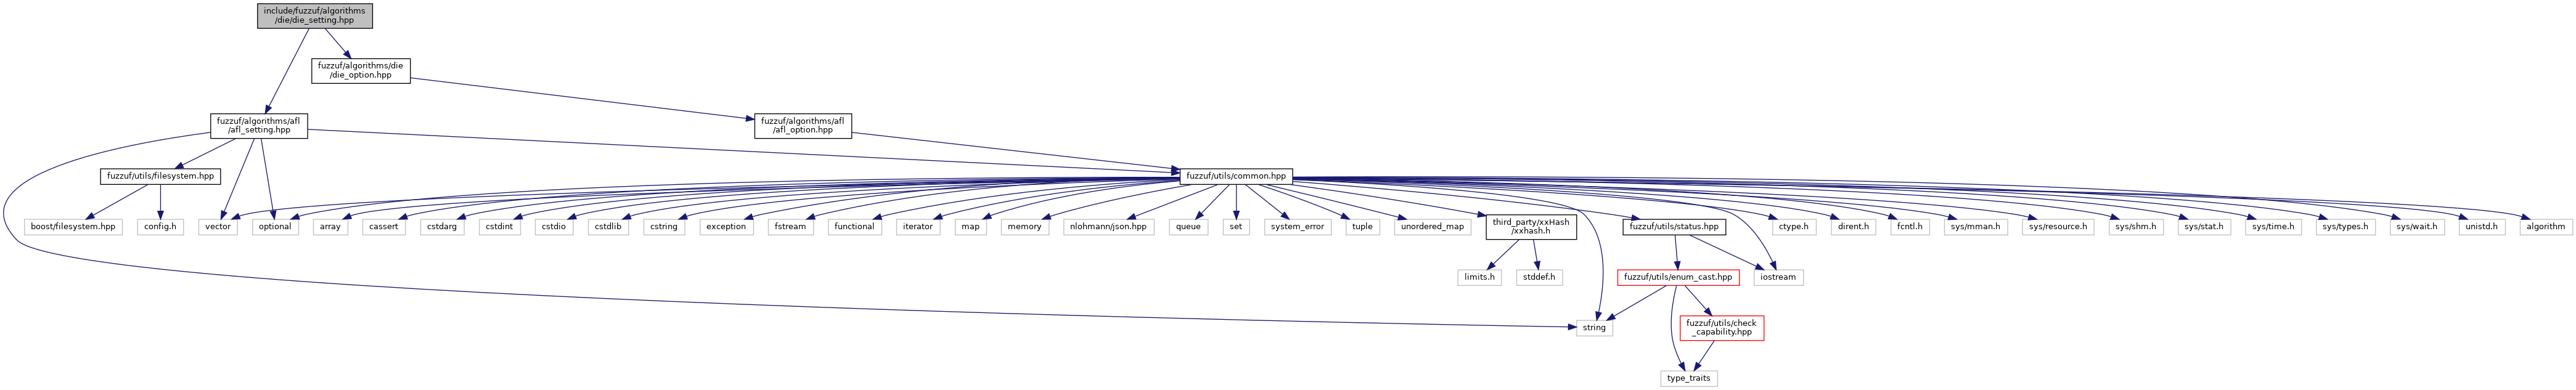 include/fuzzuf/algorithms
/die/die_setting.hpp
fuzzuf/algorithms/die
/die_option.hpp
fuzzuf/algorithms/afl
/afl_setting.hpp
fuzzuf/algorithms/afl
/afl_option.hpp
fuzzuf/utils/filesystem.hpp
fuzzuf/utils/common.hpp
boost/filesystem.hpp
config.h
vector
optional
array
cassert
cstdarg
cstdint
cstdio
cstdlib
cstring
exception
fstream
functional
iterator
map
memory
nlohmann/json.hpp
queue
set
system_error
tuple
unordered_map
third_party/xxHash
/xxhash.h
fuzzuf/utils/status.hpp
ctype.h
dirent.h
fcntl.h
sys/mman.h
sys/resource.h
sys/shm.h
sys/stat.h
sys/time.h
sys/types.h
sys/wait.h
unistd.h
algorithm
limits.h
stddef.h
fuzzuf/utils/enum_cast.hpp
iostream
string
fuzzuf/utils/check
_capability.hpp
type_traits